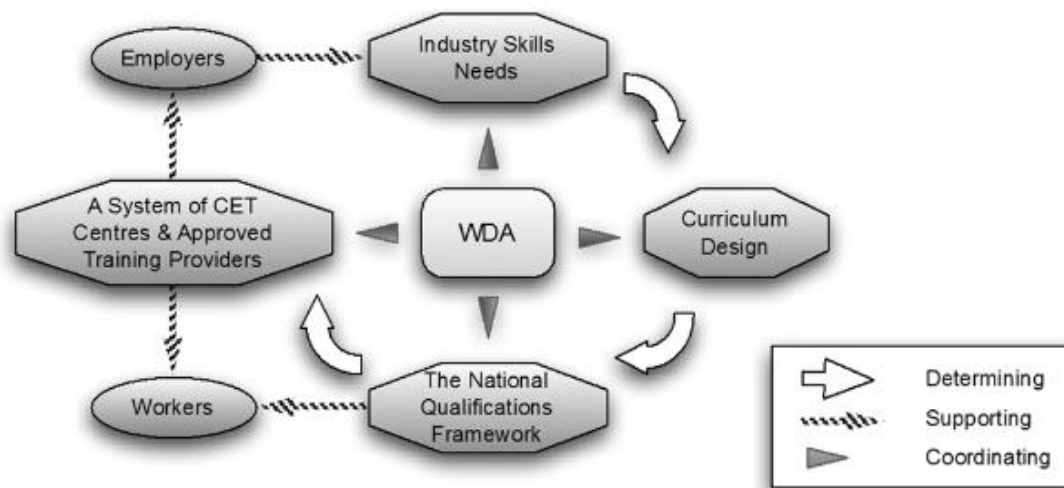 Employers
Industry Skills
Needs
A System of CET
Centres & Approved
Training Providers
WDA
Curriculum
Design
Workers
The National
Qualifications
Framework
Determining
Supporting
Coordinating